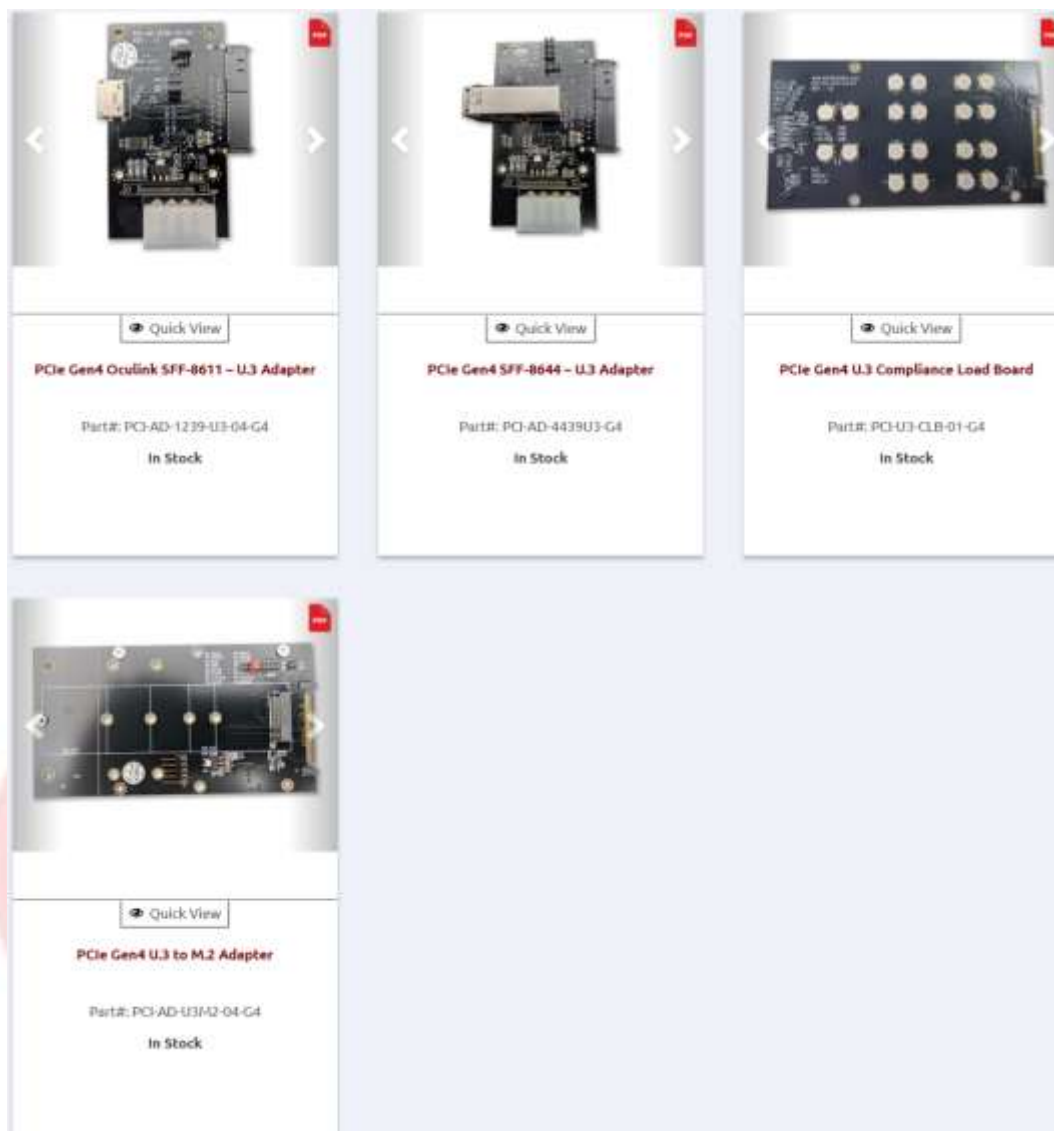 PDF
Quick View
PCIe Gen4 Oculink SFF-8611 – U.3 Adapter
Part#: PCI-AD-1239-U3-04-G4
In Stock
PDF
Quick View
PCIe Gen4 SFF-8644 – U.3 Adapter
Part#: PCI-AD-4439U3-G4
In Stock
Quick View
PCIe Gen4 U.3 Compliance Load Board
Part#: PCI-U3-CLB-01-G4
In Stock
PDF
Quick View
PCIe Gen4 U.3 to M.2 Adapter
Part#: PCI-AD-U3M2-04-G4
In Stock